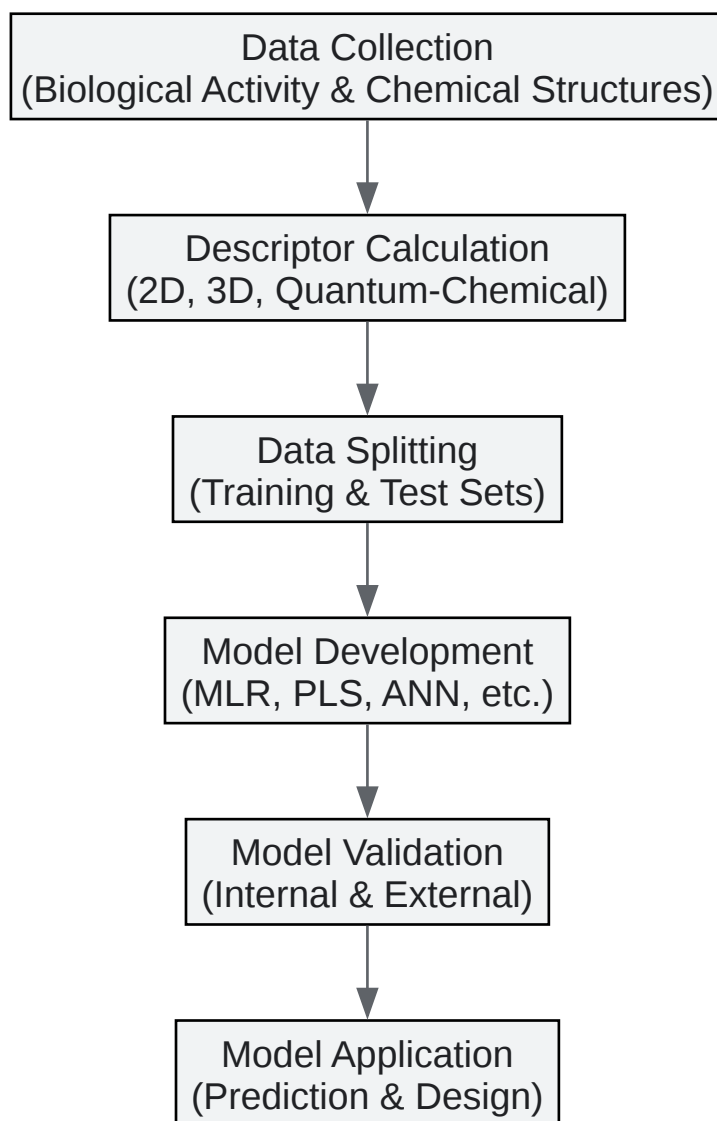 Data Collection
(Biological Activity & Chemical Structures)
Descriptor Calculation
(2D, 3D, Quantum-Chemical)
Data Splitting
(Training & Test Sets)
Model Development
(MLR, PLS, ANN, etc.)
Model Validation
(Internal & External)
Model Application
(Prediction & Design)